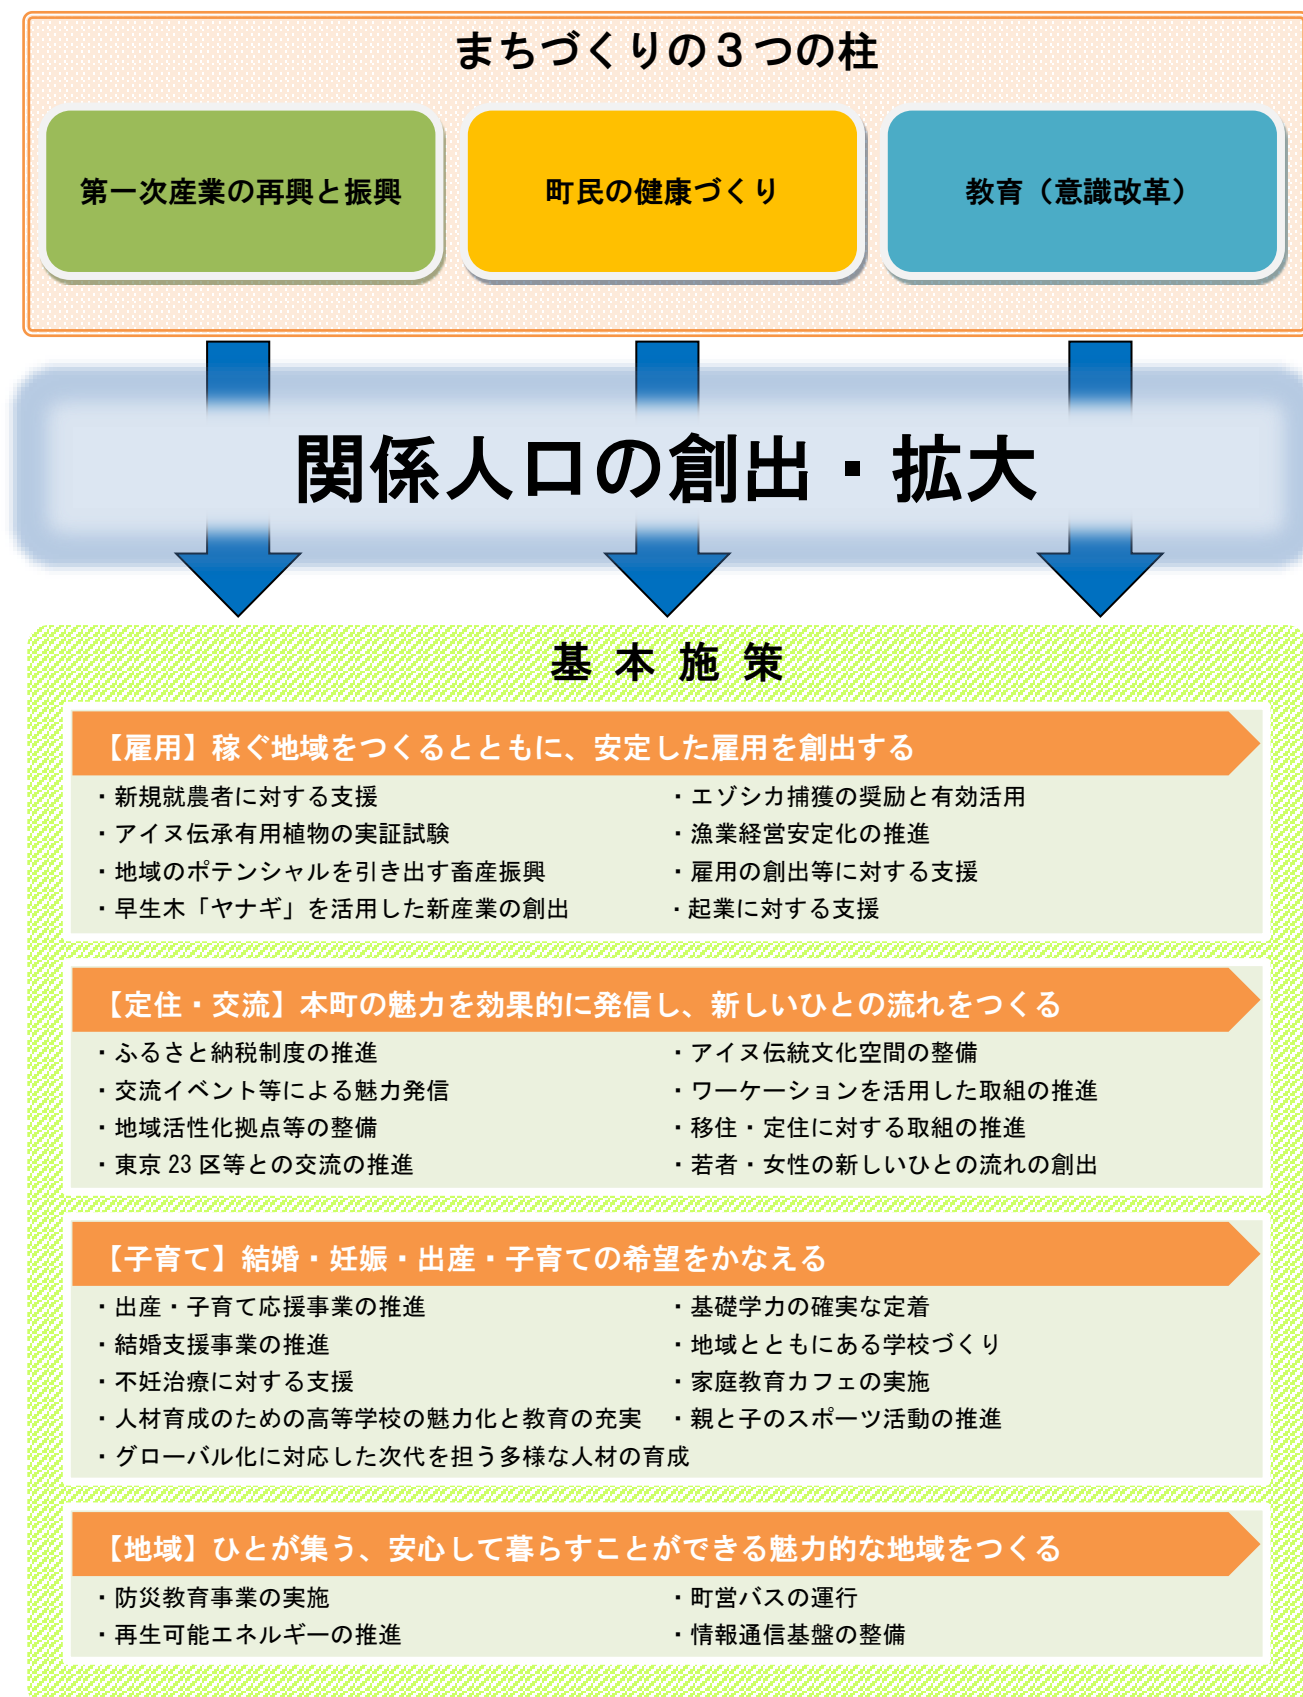 まちづくりの３つの柱
第一次産業の再興と振興
町民の健康づくり
教育（意識改革）
関係人口の創出・拡大
基本施策
【雇用】稼ぐ地域をつくるとともに、安定した雇用を創出する
・新規就農者に対する支援
・エゾシカ捕獲の奨励と有効活用
・アイヌ伝承有用植物の実証試験
・漁業経営安定化の推進
・地域のポテンシャルを引き出す畜産振興
・雇用の創出等に対する支援
・早生木「ヤナギ」を活用した新産業の創出
・起業に対する支援
【定住・交流】本町の魅力を効果的に発信し、新しいひとの流れをつくる
・ふるさと納税制度の推進
・アイヌ伝統文化空間の整備
・交流イベント等による魅力発信
・ワーケーションを活用した取組の推進
・地域活性化拠点等の整備
・移住・定住に対する取組の推進
・東京 23 区等との交流の推進
・若者・女性の新しいひとの流れの創出
【子育て】結婚・妊娠・出産・子育ての希望をかなえる
・出産・子育て応援事業の推進
・基礎学力の確実な定着
・結婚支援事業の推進
・地域とともにある学校づくり
・不妊治療に対する支援
・家庭教育カフェの実施
・人材育成のための高等学校の魅力化と教育の充実
・親と子のスポーツ活動の推進
・グローバル化に対応した次代を担う多様な人材の育成
【地域】ひとが集う、安心して暮らすことができる魅力的な地域をつくる
・防災教育事業の実施
・町営バスの運行
・再生可能エネルギーの推進
・情報通信基盤の整備